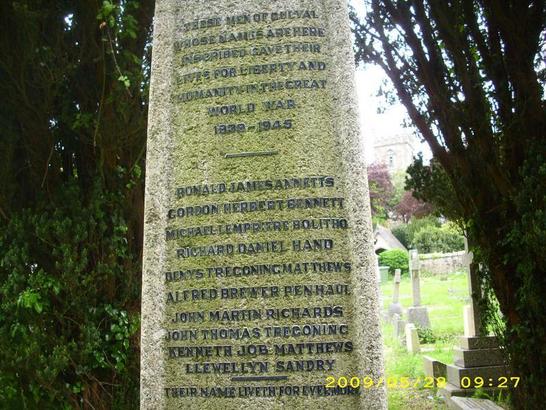 THESE MEN OF GULVAL
WHOSE NAMES ARE HERE
INSCRIBED GAVE THEIR
LIVES FOR LIBERTY AND
HUMANITY IN THE GREAT
WORLD WAR
1939-1945
RONALD JAMES ANNETTS,
GORDON HERBERT BENNETT
MICHAEL LEMPRIERE BOLITHO,
RICHARD DANIEL HAND
DENYS TREGONING MATTHEWS
ALFRED BREWER PENHAUL
JOHN MARTIN RICHARDS
JOHN THOMAS TREGONING
KENNETH JOB MATTHEWS
LLEWELLYN SANDRY
THEIR NAME LIVETH FOR EVERMORE
2009/05/28 09:27